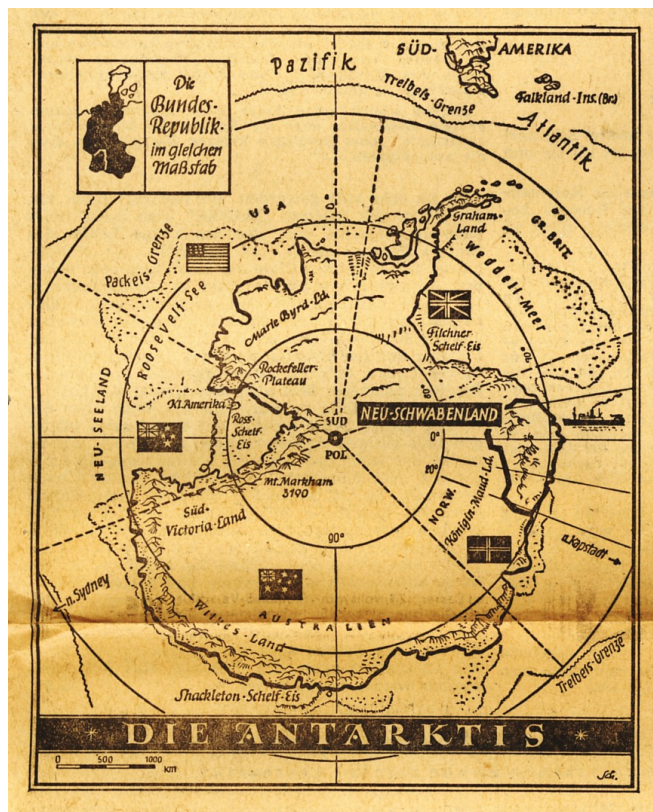 SÜD-AMERIKA
Pazifik
Treibeis-Grenze
Falkland-Ins. (Br.)
Atlantik
Die
Bundes-
Republik
im gleichen
Maßstab
USA
Graham-
Land
GR. BRIT.
Weddell-Meer
Packeis-Grenze
Roosevelt-See
Marie Byrd-Ld.
Filchner
Schelf-Eis
Rockefeller-
Plateau
NEU-SEELAND
Kl. Amerika
Ross-
Schelf-
Eis
SÜD
POL
NEU-SCHWABENLAND
0°
20°
Mt. Markham
3190
NORW.
Königin-Maud-Ld.
Süd-
Victoria-Land
90°
n. Sydney
a. Kapstadt
AUSTRALIEN
Wilkes-Land
Treibeis-Grenze
Shackleton-Schelf-Eis
* DIE ANTARKTIS *
0 500 1000
KM